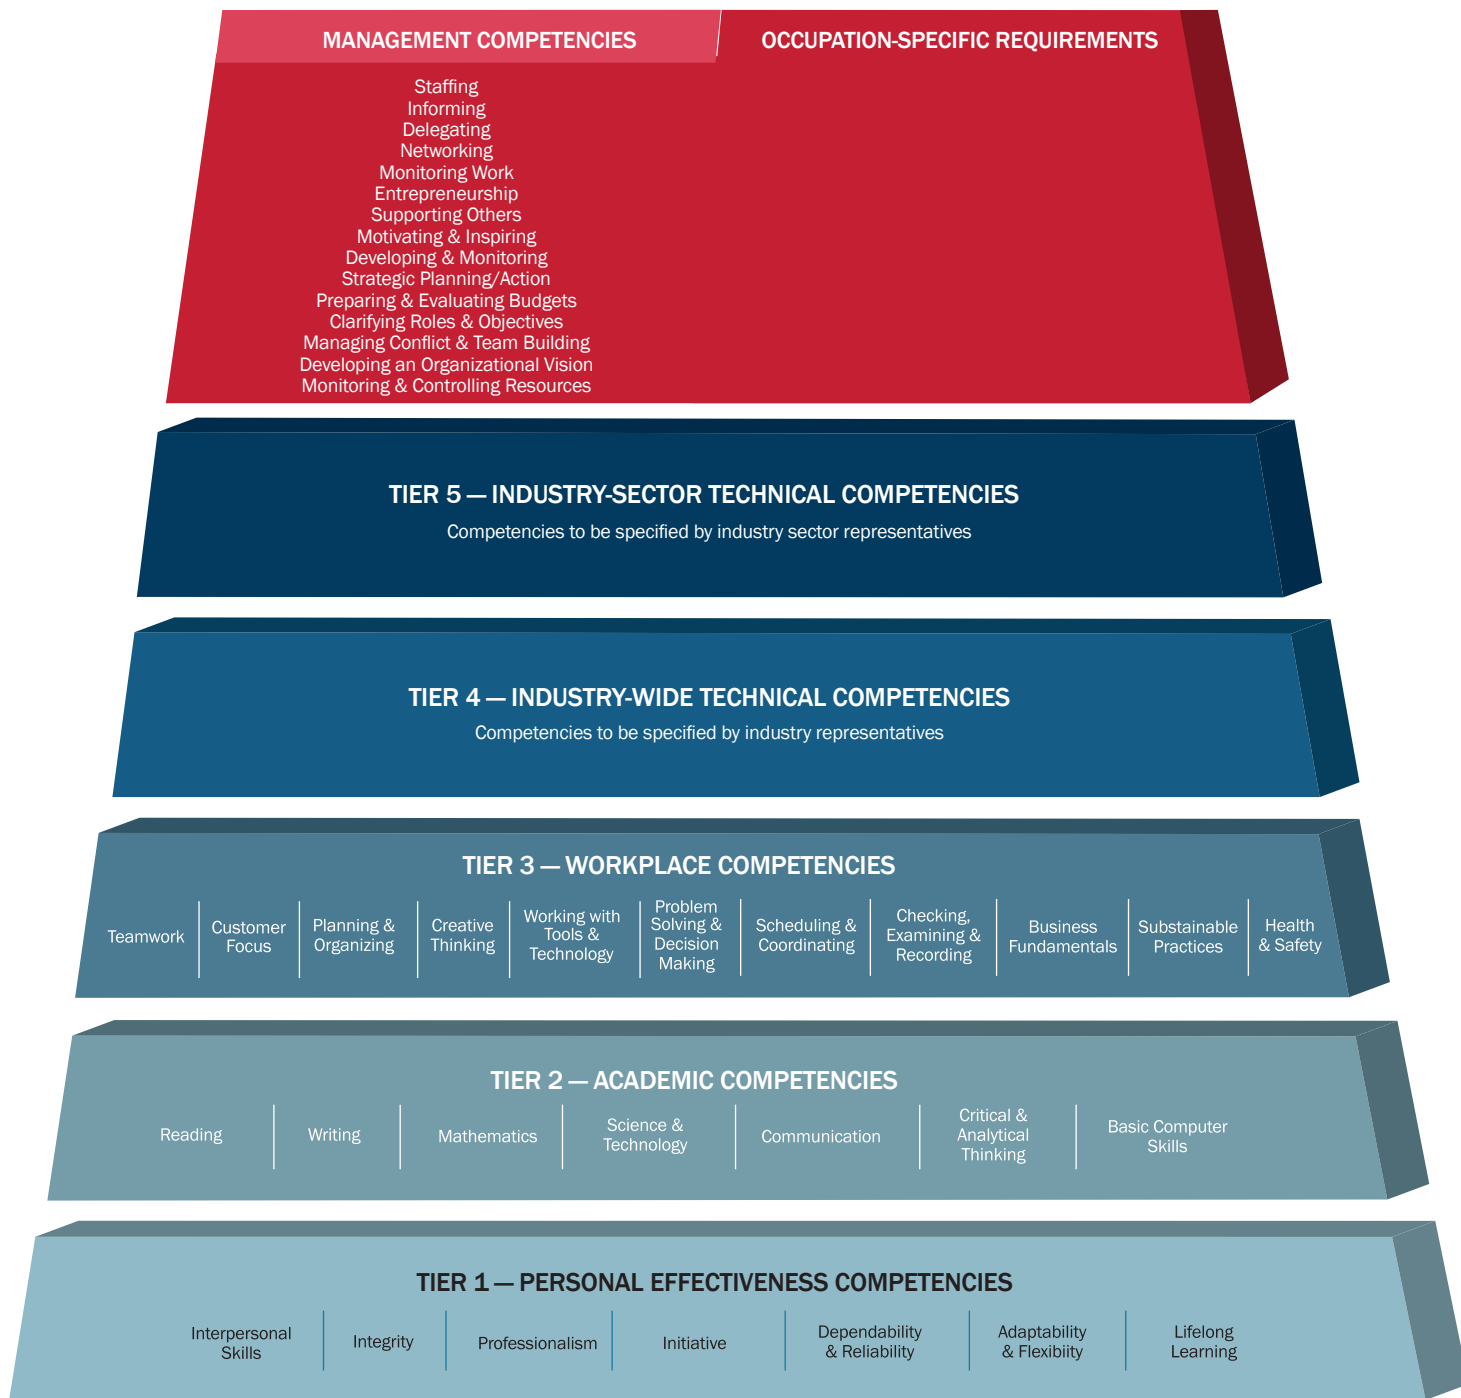 MANAGEMENT COMPETENCIES
OCCUPATION-SPECIFIC REQUIREMENTS
Staffing
Informing
Delegating
Networking
Monitoring Work
Entrepreneurship
Supporting Others
Motivating & Inspiring
Developing & Monitoring
Strategic Planning/Action
Preparing & Evaluating Budgets
Clarifying Roles & Objectives
Managing Conflict & Team Building
Developing an Organizational Vision
Monitoring & Controlling Resources
TIER 5 — INDUSTRY-SECTOR TECHNICAL COMPETENCIES
Competencies to be specified by industry sector representatives
TIER 4 — INDUSTRY-WIDE TECHNICAL COMPETENCIES
Competencies to be specified by industry representatives
TIER 3 — WORKPLACE COMPETENCIES
Teamwork
Customer
Focus
Planning &
Organizing
Creative
Thinking
Working with
Tools &
Technology
Problem
Solving &
Decision
Making
Scheduling &
Coordinating
Checking,
Examining &
Recording
Business
Fundamentals
Substainable
Practices
Health
& Safety
TIER 2 — ACADEMIC COMPETENCIES
Reading
Writing
Mathematics
Science &
Technology
Communication
Critical &
Analytical
Thinking
Basic Computer
Skills
TIER 1 — PERSONAL EFFECTIVENESS COMPETENCIES
Interpersonal
Skills
Integrity
Professionalism
Initiative
Dependability
& Reliability
Adaptability
& Flexibiity
Lifelong
Learning